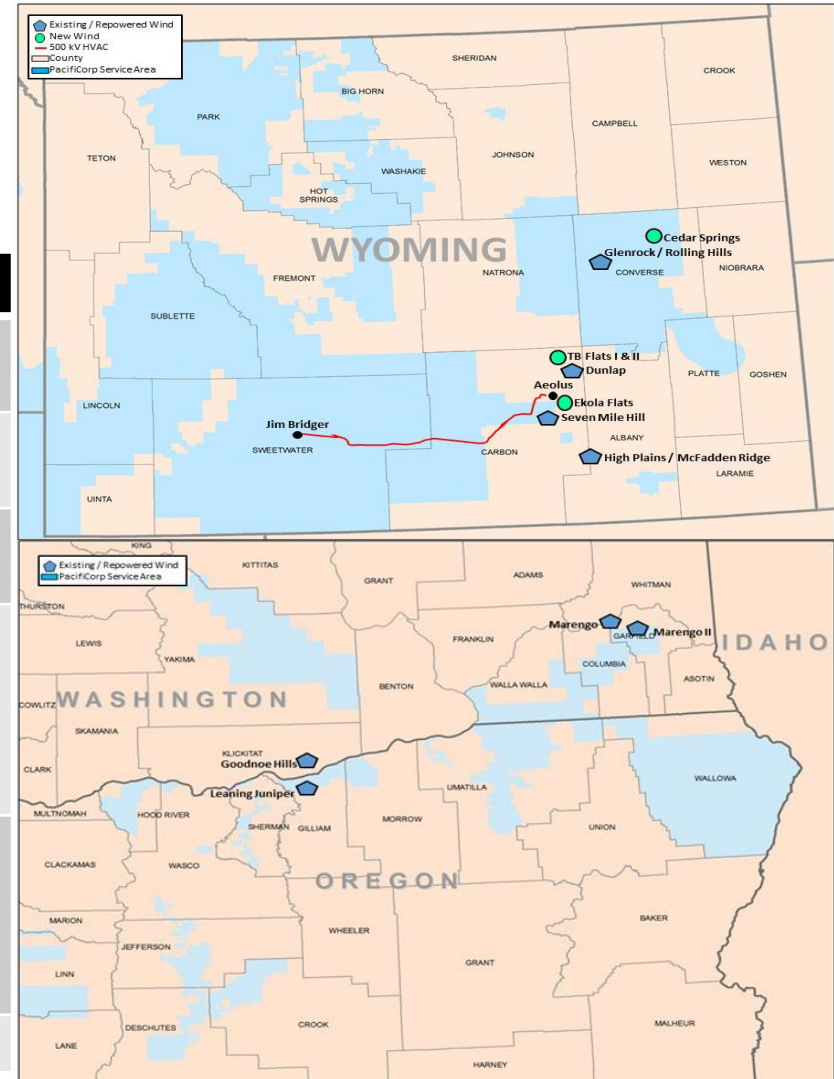 Existing / Repowered Wind
New Wind
500 kV HVAC
County
PacifiCorp Service Area
SHERIDAN
CROOK
BIG HORN
PARK
CAMPBELL
TETON
JOHNSON
WESTON
WASHAKIE
HOT
SPRINGS
WYOMING
Cedar Springs
Glenrock / Rolling Hills
NIOBRARA
CONVERSE
NATRONA
FREMONT
SUBLETTE
TB Flats I & II
Dunlap
PLATTE
GOSHEN
Aeolus
LINCOLN
Ekola Flats
Seven Mile Hill
Jim Bridger
ALBANY
SWEETWATER
CARBON
High Plains / McFadden Ridge
LARAMIE
UINTA
KING
Existing / Repowered Wind
PacifiCorp Service Area
KITTITAS
GRANT
ADAMS
WHITMAN
THURSTON
Marengo
Marengo II
GARFIELD
IDAHO
LEWIS
FRANKLIN
YAKIMA
COLUMBIA
ASOTIN
BENTON
WALLA WALLA
WASHINGTON
COWLITZ
SKAMANIA
KLICKITAT
Goodnoe Hills
CLARK
WALLOWA
Leaning Juniper
UMATILLA
MULTNOMAH
HOOD RIVER
MORROW
SHERMAN
GILLIAM
UNION
CLACKAMAS
WASCO
OREGON
MARION
BAKER
WHEELER
JEFFERSON
GRANT
LINN
DESCHUTES
CROOK
MALHEUR
LANE
HARNEY